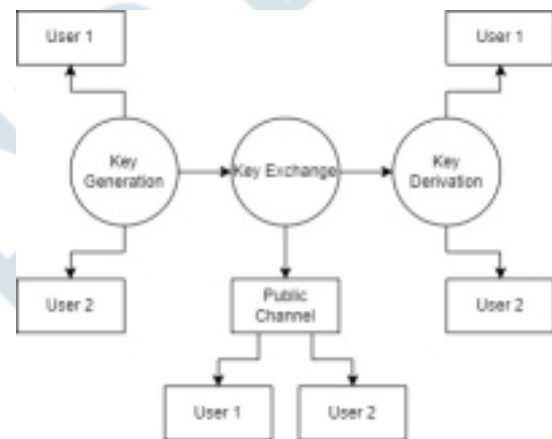 User 1
User 1
Key
Generation
Key Exchange
Key
Derivation
User 2
Public
Channel
User 2
User 1
User 2